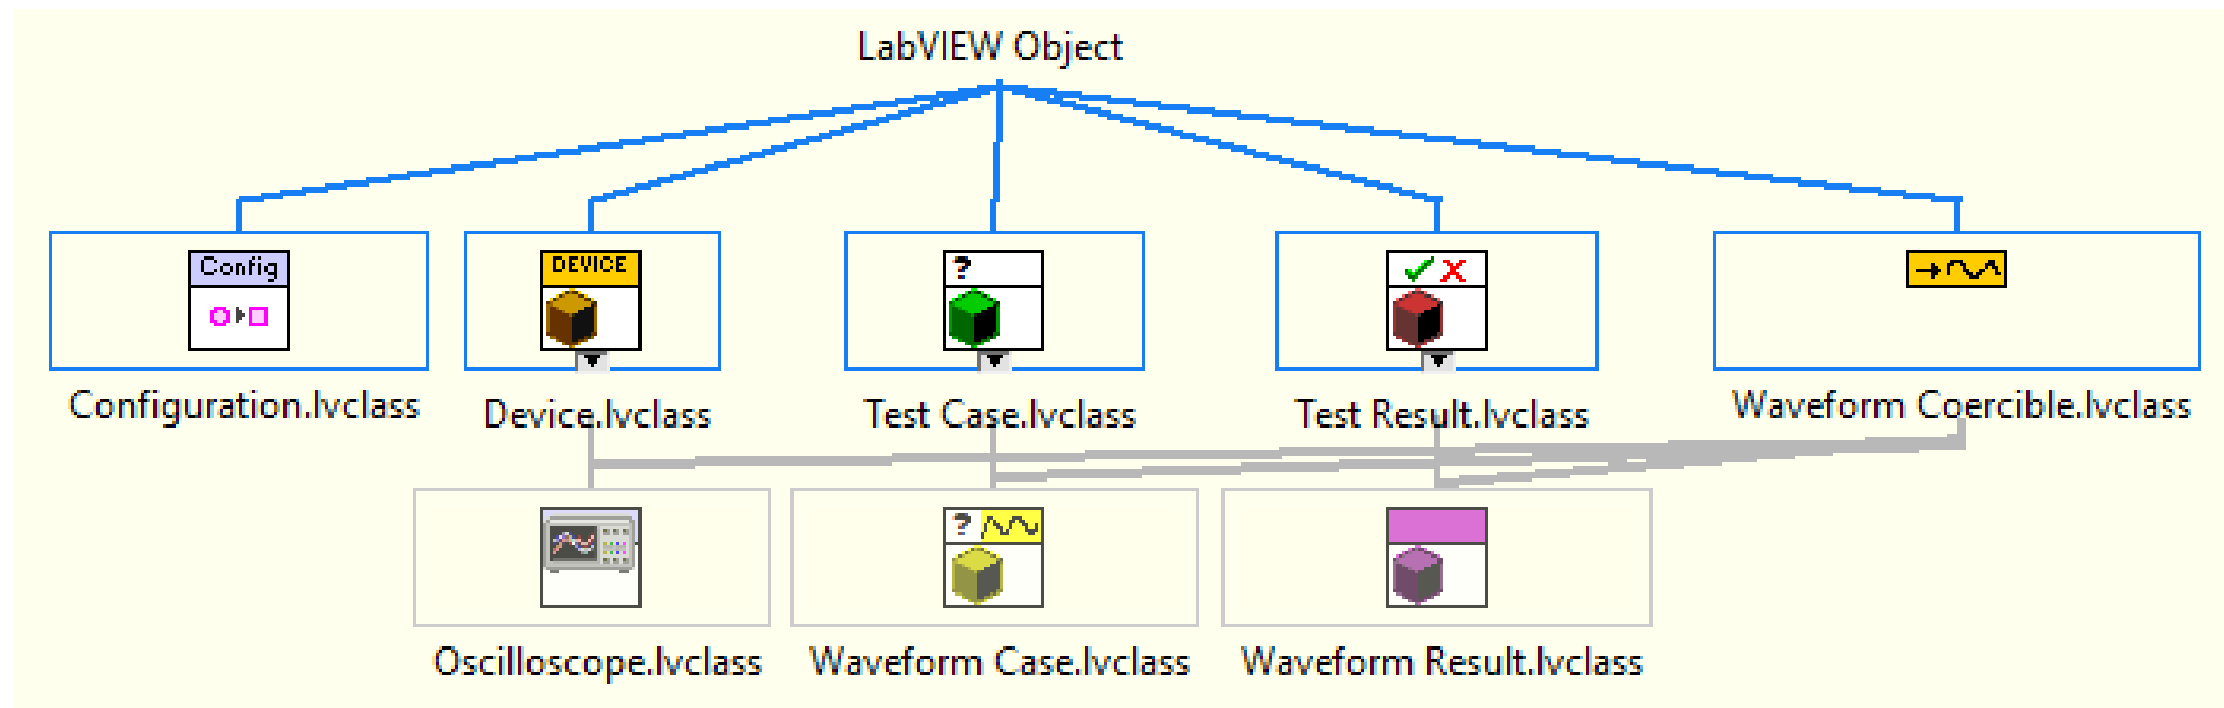 LabVIEW Object
Config
DEVICE
?
Configuration.lvclass
Device.lvclass
Test Case.lvclass
Test Result.lvclass
Waveform Coercible.lvclass
?
Oscilloscope.lvclass
Waveform Case.lvclass
Waveform Result.lvclass